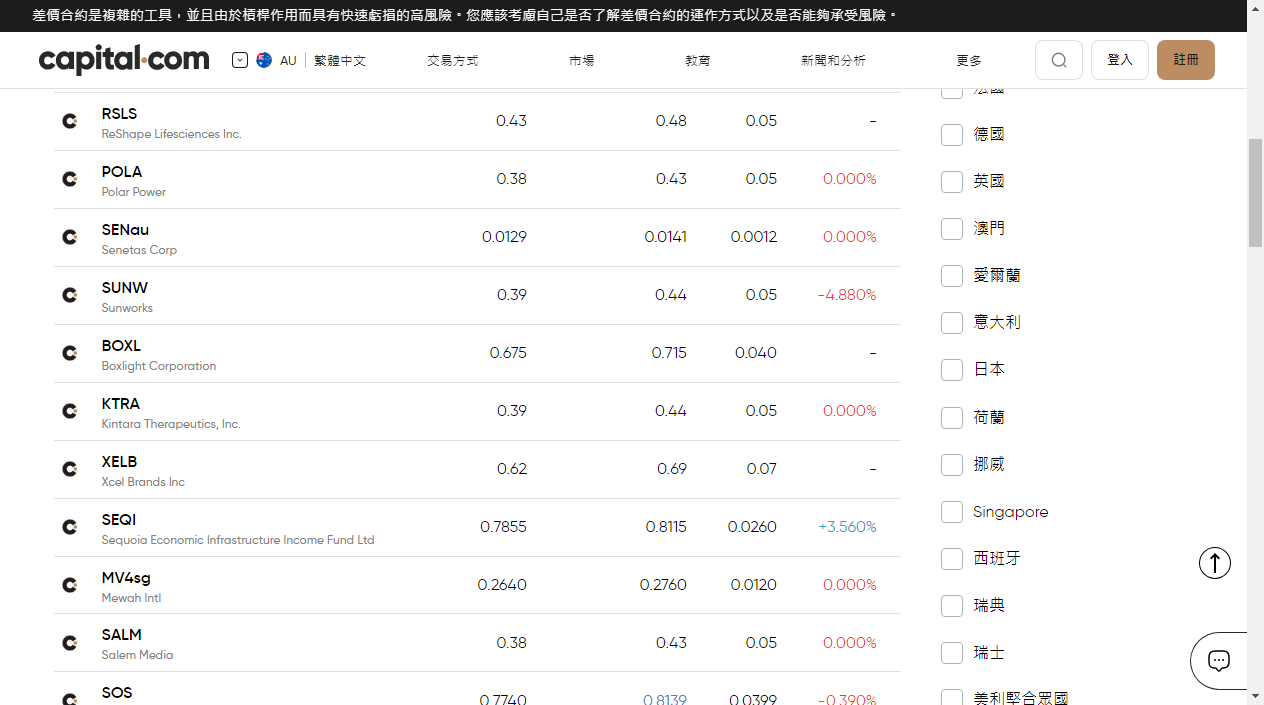 差價合約是複雜的工具，並且由於槓桿作用而具有快速虧損的高風險。您應該考慮自己是否了解差價合約的運作方式以及是否能夠承受風險。
capital.com AU 繁體中文 交易方式 市場 教育 新聞和分析 更多 登入 註冊
RSLS 0.43 0.48 0.05 -
ReShape Lifesciences Inc.
POLA 0.38 0.43 0.05 0.000%
Polar Power
SENau 0.0129 0.0141 0.0012 0.000%
Senetas Corp
SUNW 0.39 0.44 0.05 -4.880%
Sunworks
BOXL 0.675 0.715 0.040 -
Boxlight Corporation
KTRA 0.39 0.44 0.05 0.000%
Kintara Therapeutics, Inc.
XELB 0.62 0.69 0.07 -
Xcel Brands Inc
SEQI 0.7855 0.8115 0.0260 +3.560%
Sequoia Economic Infrastructure Income Fund Ltd
MV4sg 0.2640 0.2760 0.0120 0.000%
Mewah Intl
SALM 0.38 0.43 0.05 0.000%
Salem Media
SOS 0.7740 0.8139 0.0399 -0.390%
法國
德國
英國
澳門
愛爾蘭
意大利
日本
荷蘭
挪威
Singapore
西班牙
瑞典
瑞士
美利堅合眾國